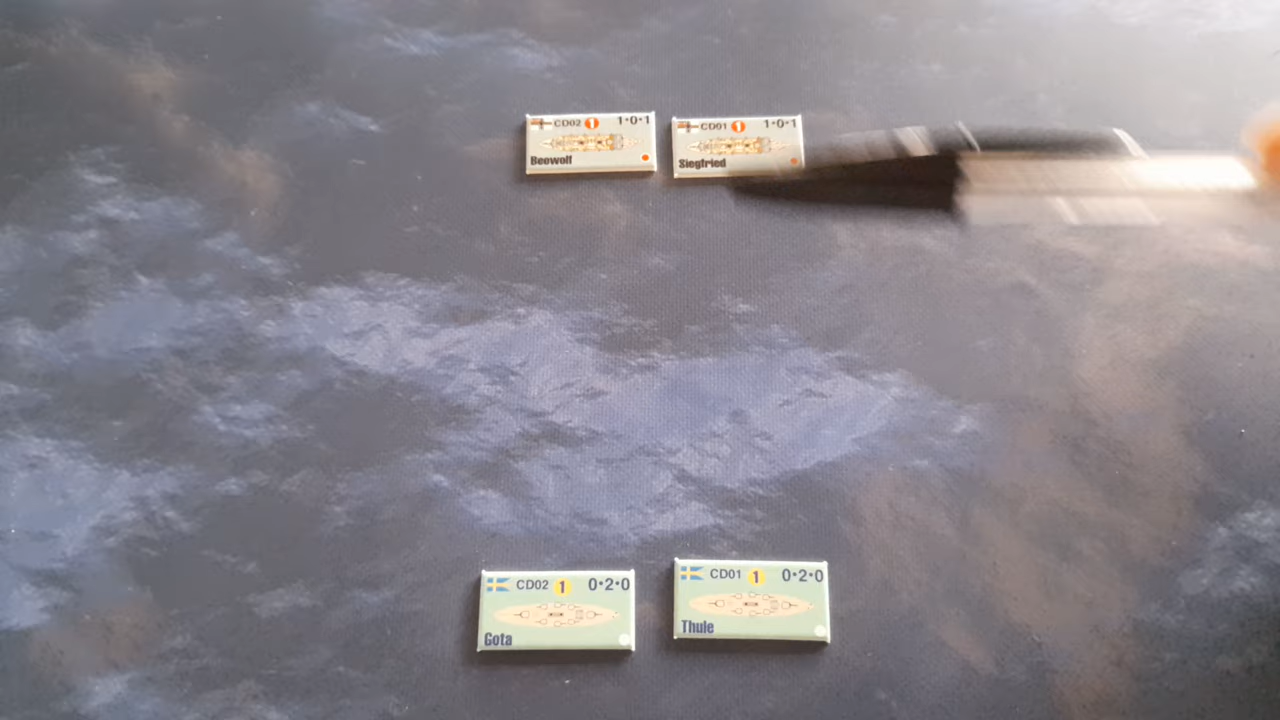 CD02 1 1·0·1
Beowolf
CD01 1 1·0·1
Siegfried
CD02 1 0·2·0
Gota
CD01 1 0·2·0
Thule